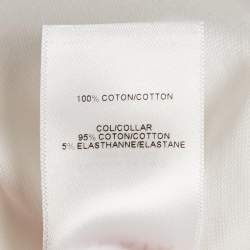 100% COTON/COTTON
COL/COLLAR
95% COTON/COTTON
5% ELASTHANNE/ELASTANE